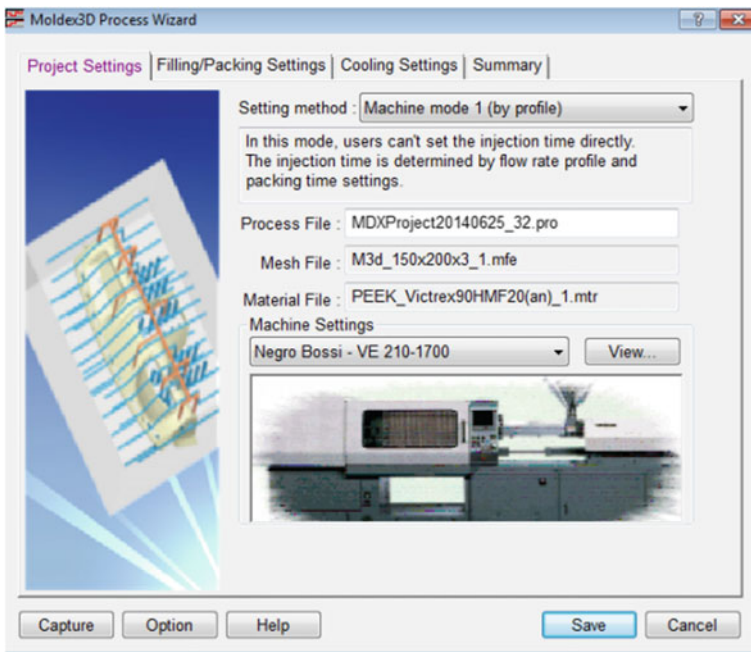 Moldex3D Process Wizard
Project Settings Filling/Packing Settings Cooling Settings Summary
Setting method : Machine mode 1 (by profile)
In this mode, users can't set the injection time directly.
The injection time is determined by flow rate profile and
packing time settings.
Process File : MDXProject20140625_32.pro
Mesh File : M3d_150x200x3_1.mfe
Material File : PEEK_Victrex90HMF20(an)_1.mtr
Machine Settings
Negro Bossi - VE 210-1700 View...
Capture Option Help Save Cancel